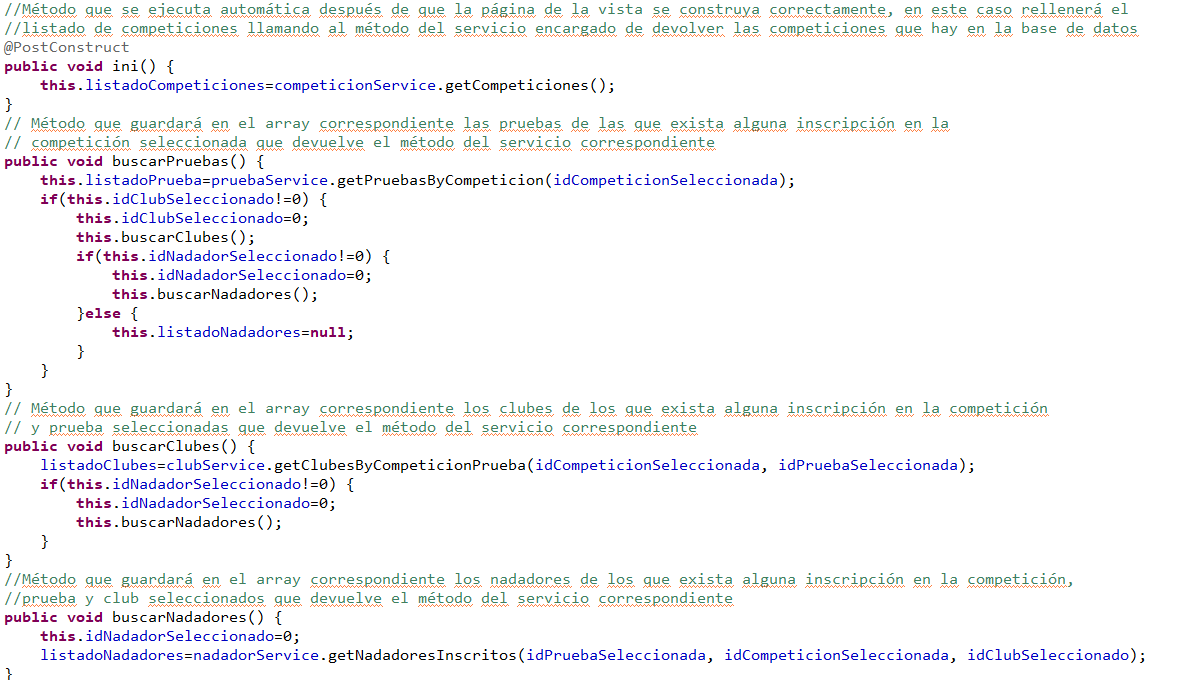 //Método que se ejecuta automática después de que la página de la vista se construya correctamente, en este caso rellenerá el
//listado de competiciones llamando al método del servicio encargado de devolver las competiciones que hay en la base de datos
@PostConstruct
public void ini() {
    this.listadoCompeticiones=competicionService.getCompeticiones();
}
// Método que guardará en el array correspondiente las pruebas de las que exista alguna inscripción en la
// competición seleccionada que devuelve el método del servicio correspondiente
public void buscarPruebas() {
    this.listadoPrueba=pruebaService.getPruebasByCompeticion(idCompeticionSeleccionada);
    if(this.idClubSeleccionado!=0) {
        this.idClubSeleccionado=0;
        this.buscarClubes();
        if(this.idNadadorSeleccionado!=0) {
            this.idNadadorSeleccionado=0;
            this.buscarNadadores();
        }else {
            this.listadoNadadores=null;
        }
    }
}
// Método que guardará en el array correspondiente los clubes de los que exista alguna inscripción en la competición
// y prueba seleccionadas que devuelve el método del servicio correspondiente
public void buscarClubes() {
    listadoClubes=clubService.getClubesByCompeticionPrueba(idCompeticionSeleccionada, idPruebaSeleccionada);
    if(this.idNadadorSeleccionado!=0) {
        this.idNadadorSeleccionado=0;
        this.buscarNadadores();
    }
}
//Método que guardará en el array correspondiente los nadadores de los que exista alguna inscripción en la competición,
//prueba y club seleccionados que devuelve el método del servicio correspondiente
public void buscarNadadores() {
    this.idNadadorSeleccionado=0;
    listadoNadadores=nadadorService.getNadadoresInscritos(idPruebaSeleccionada, idCompeticionSeleccionada, idClubSeleccionado);
}